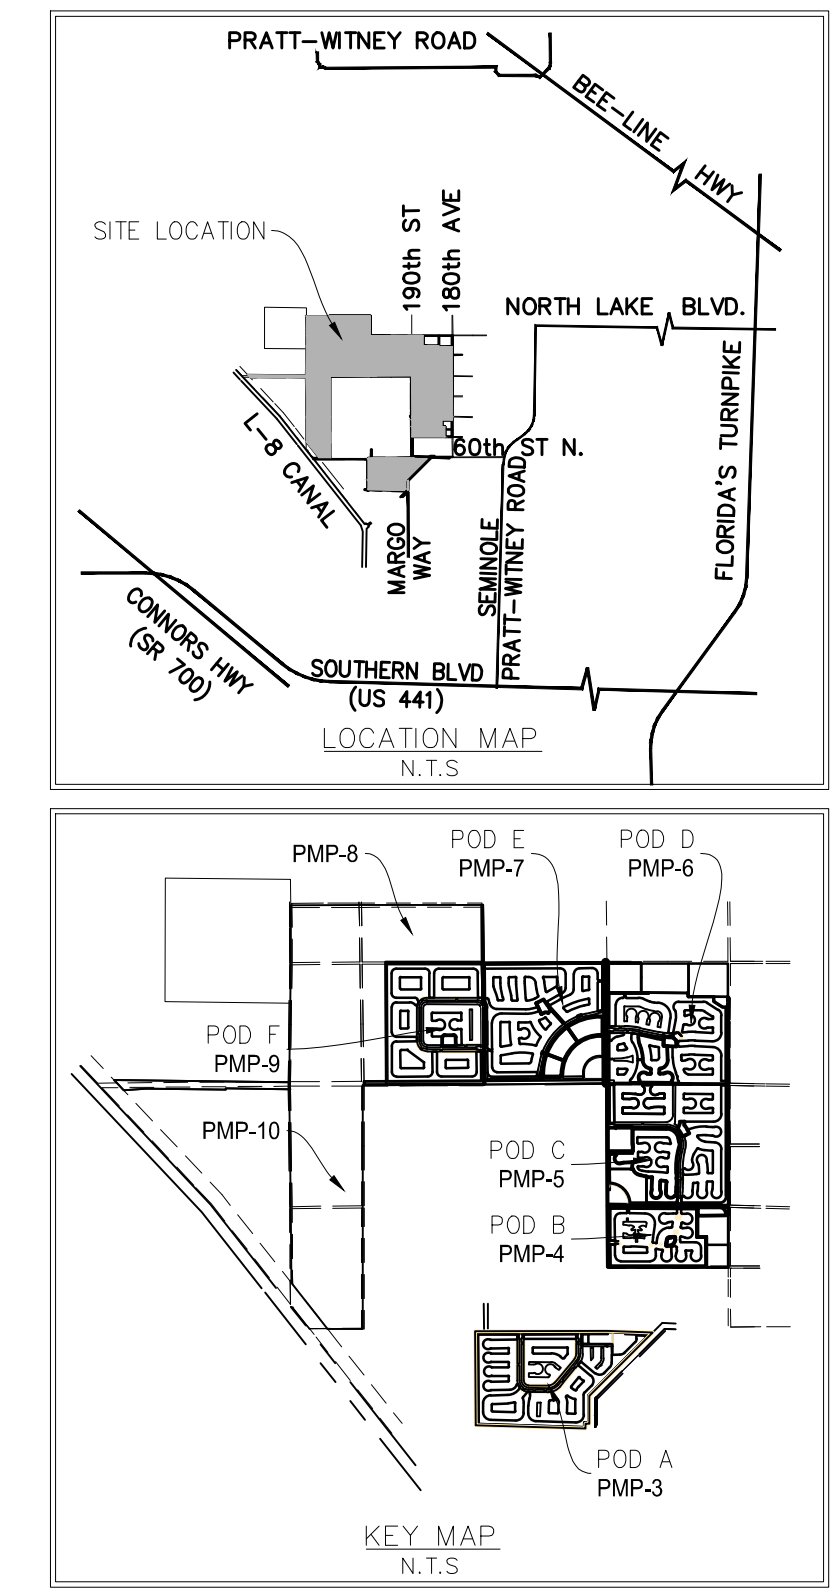 PRATT-WITNEY ROAD
BEE-LINE
HWY
SITE LOCATION
190th ST
180th AVE
NORTH LAKE BLVD.
FLORIDA'S TURNPIKE
L-8 CANAL
60th ST N.
MARGO
WAY
SEMINOLE
PRATT-WITNEY ROAD
CONNORS HWY
(SR 700)
SOUTHERN BLVD
(US 441)
LOCATION MAP
N.T.S
PMP-8
POD E
PMP-7
POD D
PMP-6
POD F
PMP-9
PMP-10
POD C
PMP-5
POD B
PMP-4
POD A
PMP-3
KEY MAP
N.T.S